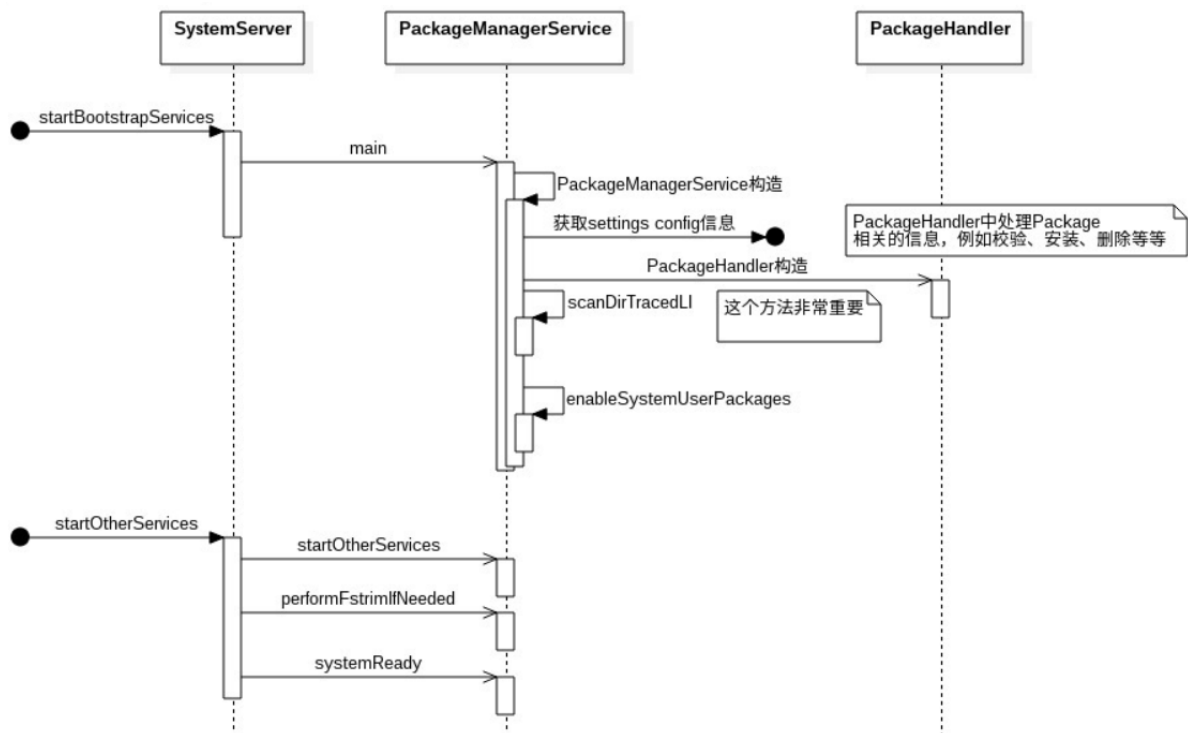 SystemServer
PackageManagerService
PackageHandler
startBootstrapServices
main
PackageManagerService构造
获取settings config信息
PackageHandler中处理Package
相关的信息，例如校验、安装、删除等等
PackageHandler构造
scanDirTracedLI
这个方法非常重要
enableSystemUserPackages
startOtherServices
startOtherServices
performFstrimIfNeeded
systemReady